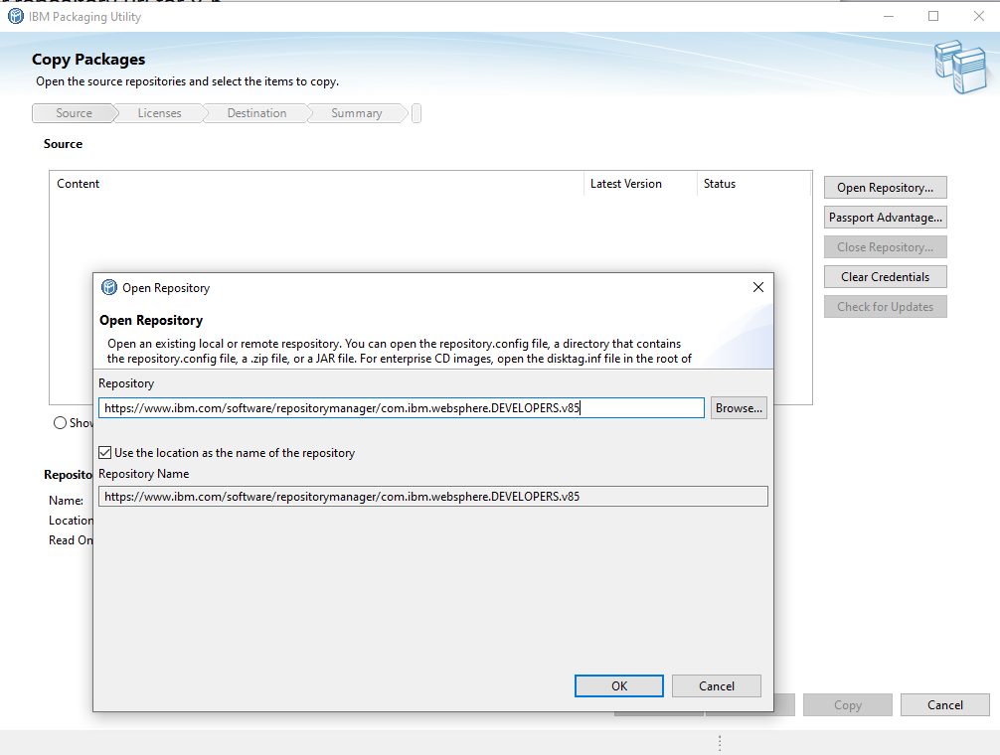 IBM Packaging Utility
Copy Packages
Open the source repositories and select the items to copy.
Source
Licenses
Destination
Summary
Source
Content
Latest Version
Status
Open Repository...
Passport Advantage...
Close Repository...
Clear Credentials
Check for Updates
Open Repository
Open Repository
Open an existing local or remote respository. You can open the repository.config file, a directory that contains
the repository.config file, a .zip file, or a JAR file. For enterprise CD images, open the disktag.inf file in the root of
Repository
https://www.ibm.com/software/repositorymanager/com.ibm.websphere.DEVELOPERS.v85
Browse...
Use the location as the name of the repository
Repository Name
https://www.ibm.com/software/repositorymanager/com.ibm.websphere.DEVELOPERS.v85
OK
Cancel
Name:
Location
Copy
Cancel